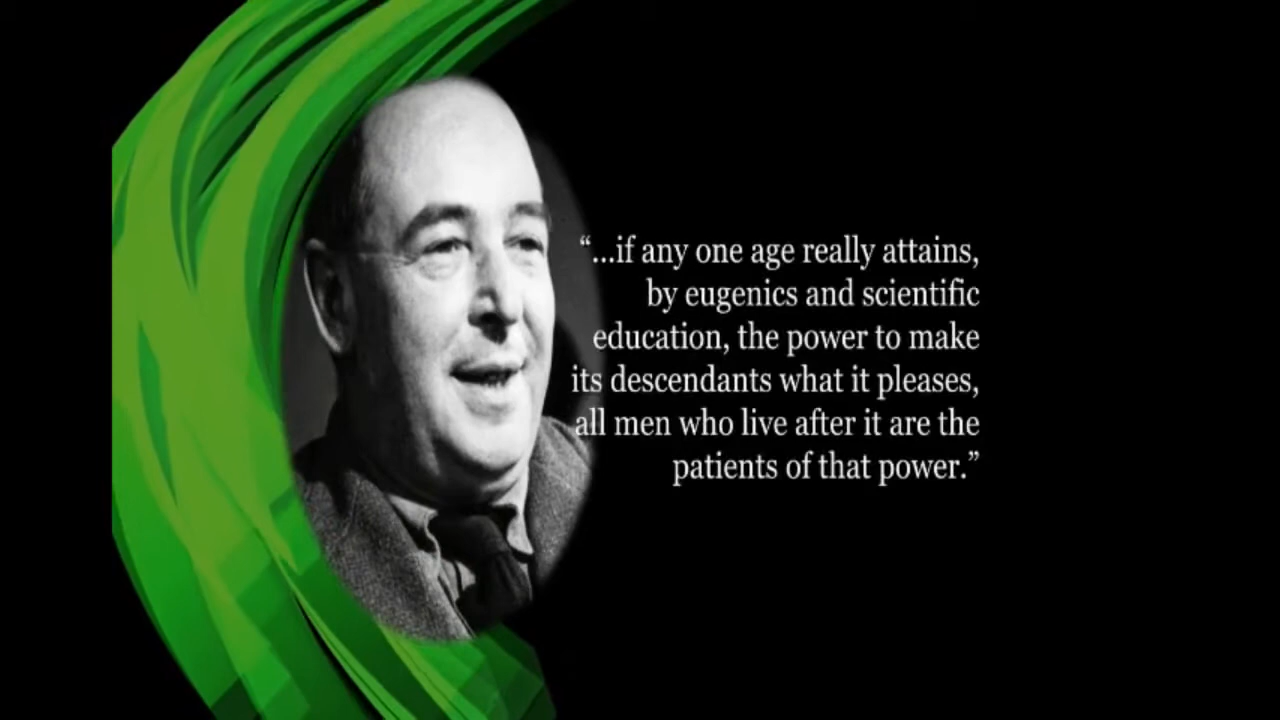 “...if any one age really attains,
by eugenics and scientific
education, the power to make
its descendants what it pleases,
all men who live after it are the
patients of that power.”